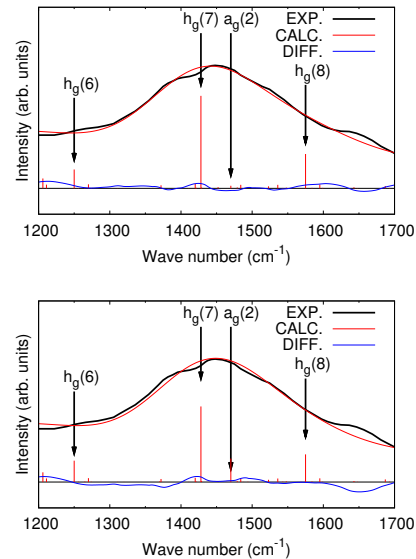 h_g(7) a_g(2)
EXP.
CALC.
DIFF.
h_g(6)
h_g(8)
Intensity (arb. units)
1200 1300 1400 1500 1600 1700
Wave number (cm⁻¹)
h_g(7) a_g(2)
EXP.
CALC.
DIFF.
h_g(6)
h_g(8)
Intensity (arb. units)
1200 1300 1400 1500 1600 1700
Wave number (cm⁻¹)